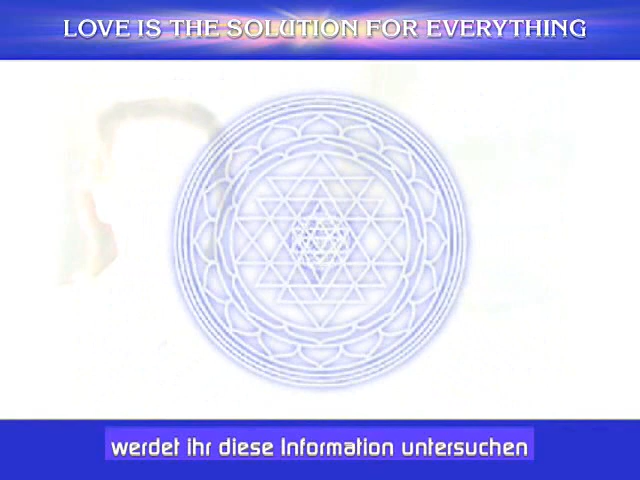 LOVE IS THE SOLUTION FOR EVERYTHING
werdet ihr diese Information untersuchen